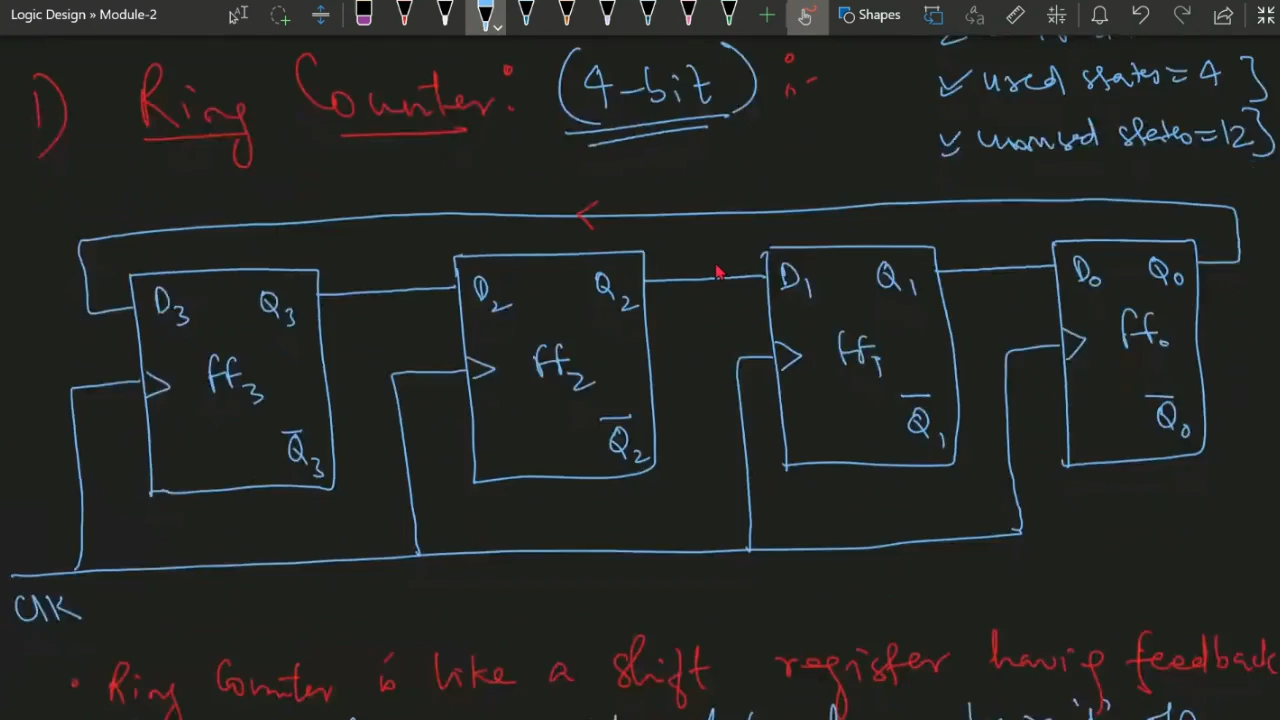 Logic Design » Module-2
Shapes
used states = 4 ]
1) Ring Counter: (4-bit) :-
unused states = 12]
D3 Q3 D2 Q2 D1 Q1 D0 Q0
ff3 ff2 ff1 ff0
Q̅3 Q̅2 Q̅1 Q̅0
Clk
• Ring Counter is like a shift register having feedback